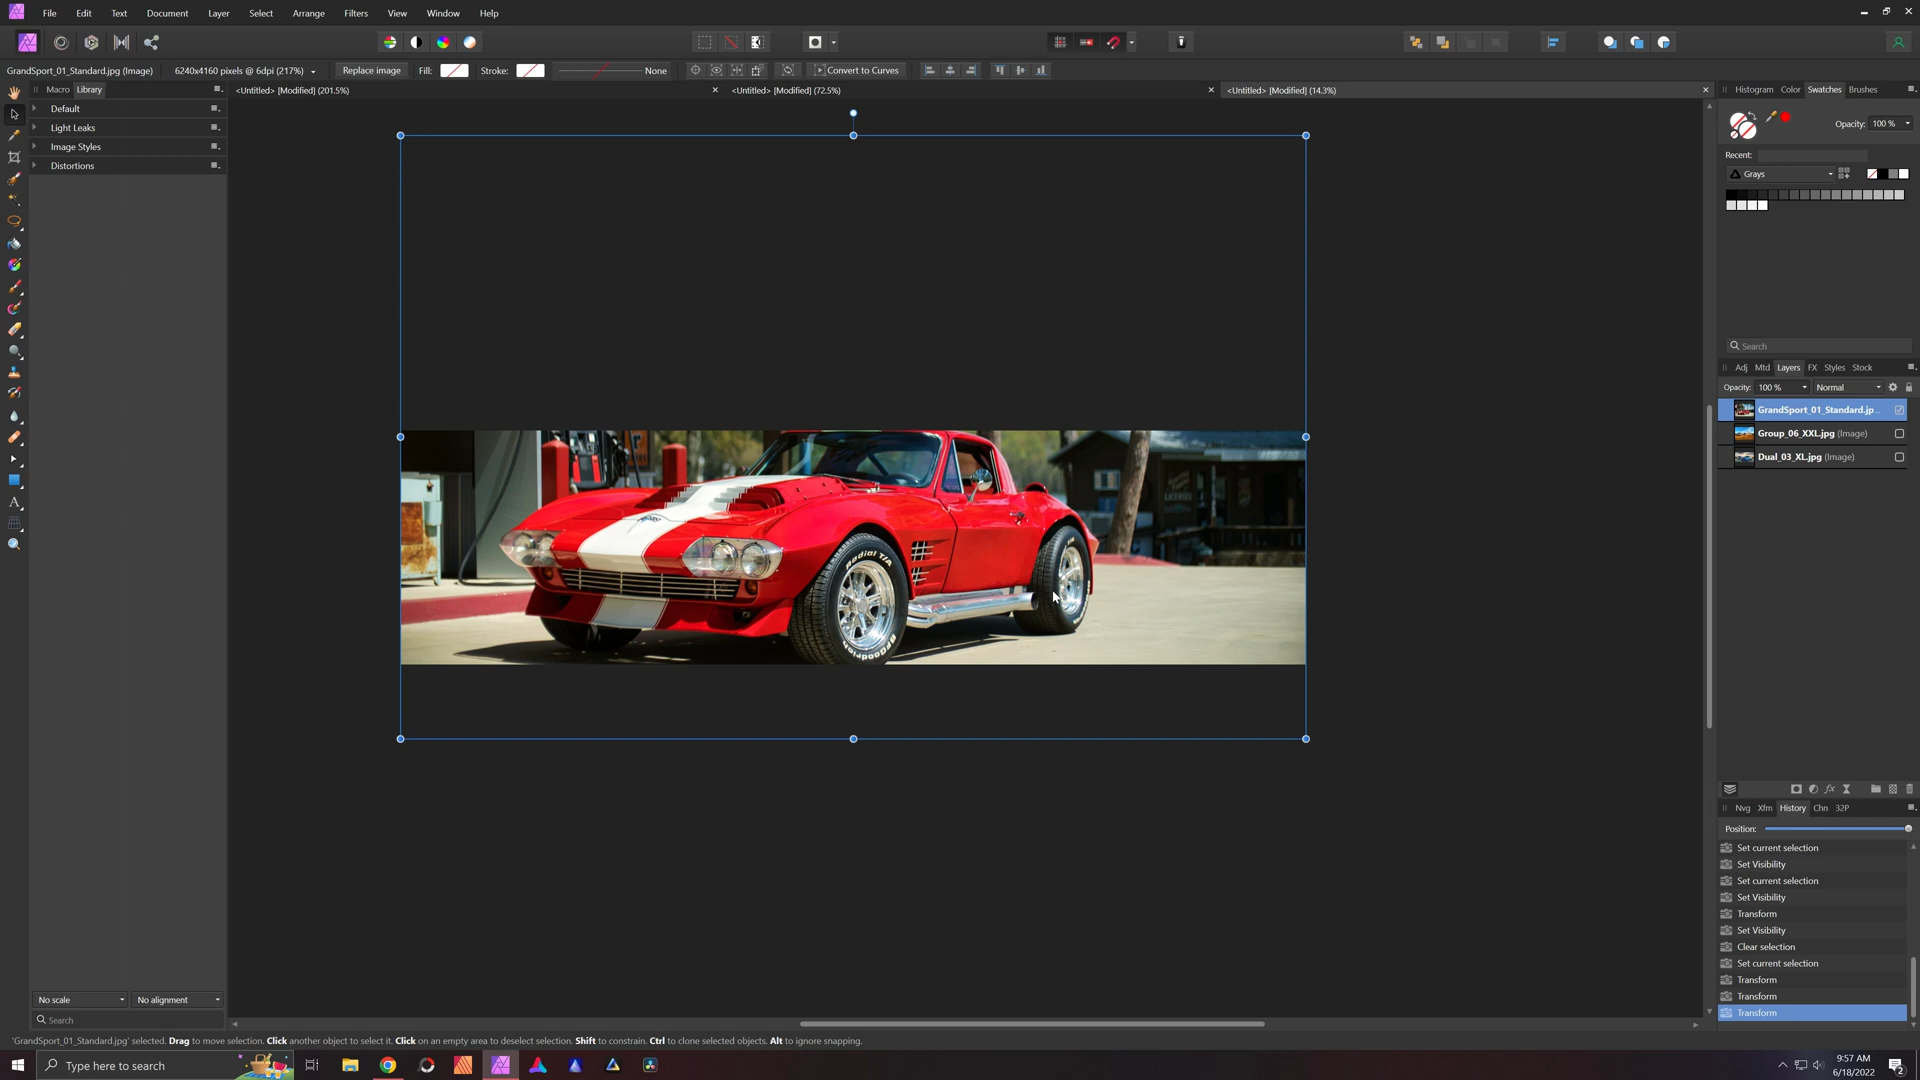 File Edit Text Document Layer Select Arrange Filters View Window Help
GrandSport_01_Standard.jpg (Image) 6240x4160 pixels @ 6dpi (217%) Replace image Fill: Stroke: None Convert to Curves
Macro Library
Default
Light Leaks
Image Styles
Distortions
No scale No alignment
Search
<Untitled> [Modified] (201.5%) <Untitled> [Modified] (72.5%) <Untitled> [Modified] (14.3%)
Radial T/A
BFGoodrich
Histogram Color Swatches Brushes
Opacity: 100 %
Recent:
Grays
Search
Adj Mtd Layers FX Styles Stock
Opacity: 100 % Normal
GrandSport_01_Standard.jp...
Group_06_XXL.jpg (Image)
Dual_03_XL.jpg (Image)
Nvg Xfm History Chn 32P
Position:
Set current selection
Set Visibility
Set current selection
Set Visibility
Transform
Set Visibility
Clear selection
Set current selection
Transform
Transform
Transform
'GrandSport_01_Standard.jpg' selected. Drag to move selection. Click another object to select it. Click on an empty area to deselect selection. Shift to constrain. Ctrl to clone selected objects. Alt to ignore snapping.
Type here to search
9:57 AM
6/18/2022
2